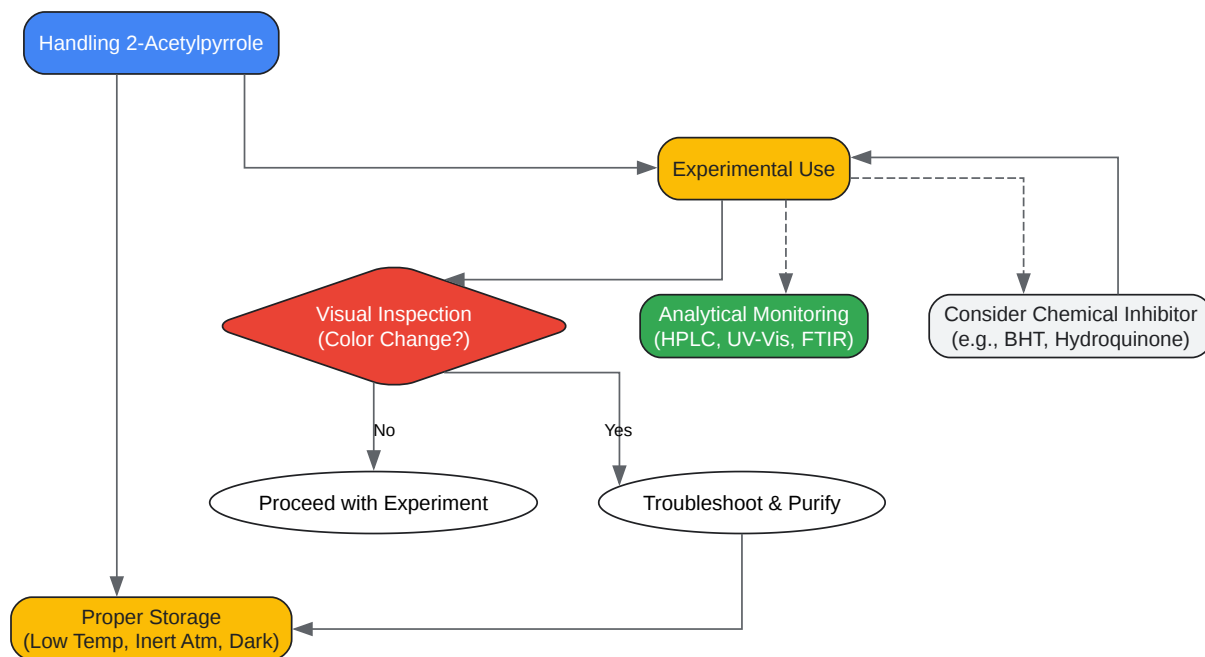 Handling 2-Acetylpyrrole
Experimental Use
Visual Inspection
(Color Change?)
Analytical Monitoring
(HPLC, UV-Vis, FTIR)
Consider Chemical Inhibitor
(e.g., BHT, Hydroquinone)
No
Yes
Proceed with Experiment
Troubleshoot & Purify
Proper Storage
(Low Temp, Inert Atm, Dark)